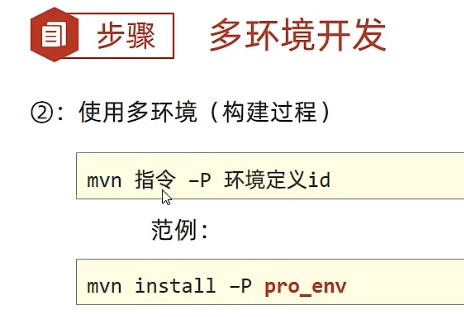 步骤
多环境开发
②：使用多环境（构建过程）
mvn 指令 –P 环境定义id
范例：
mvn install –P pro_env